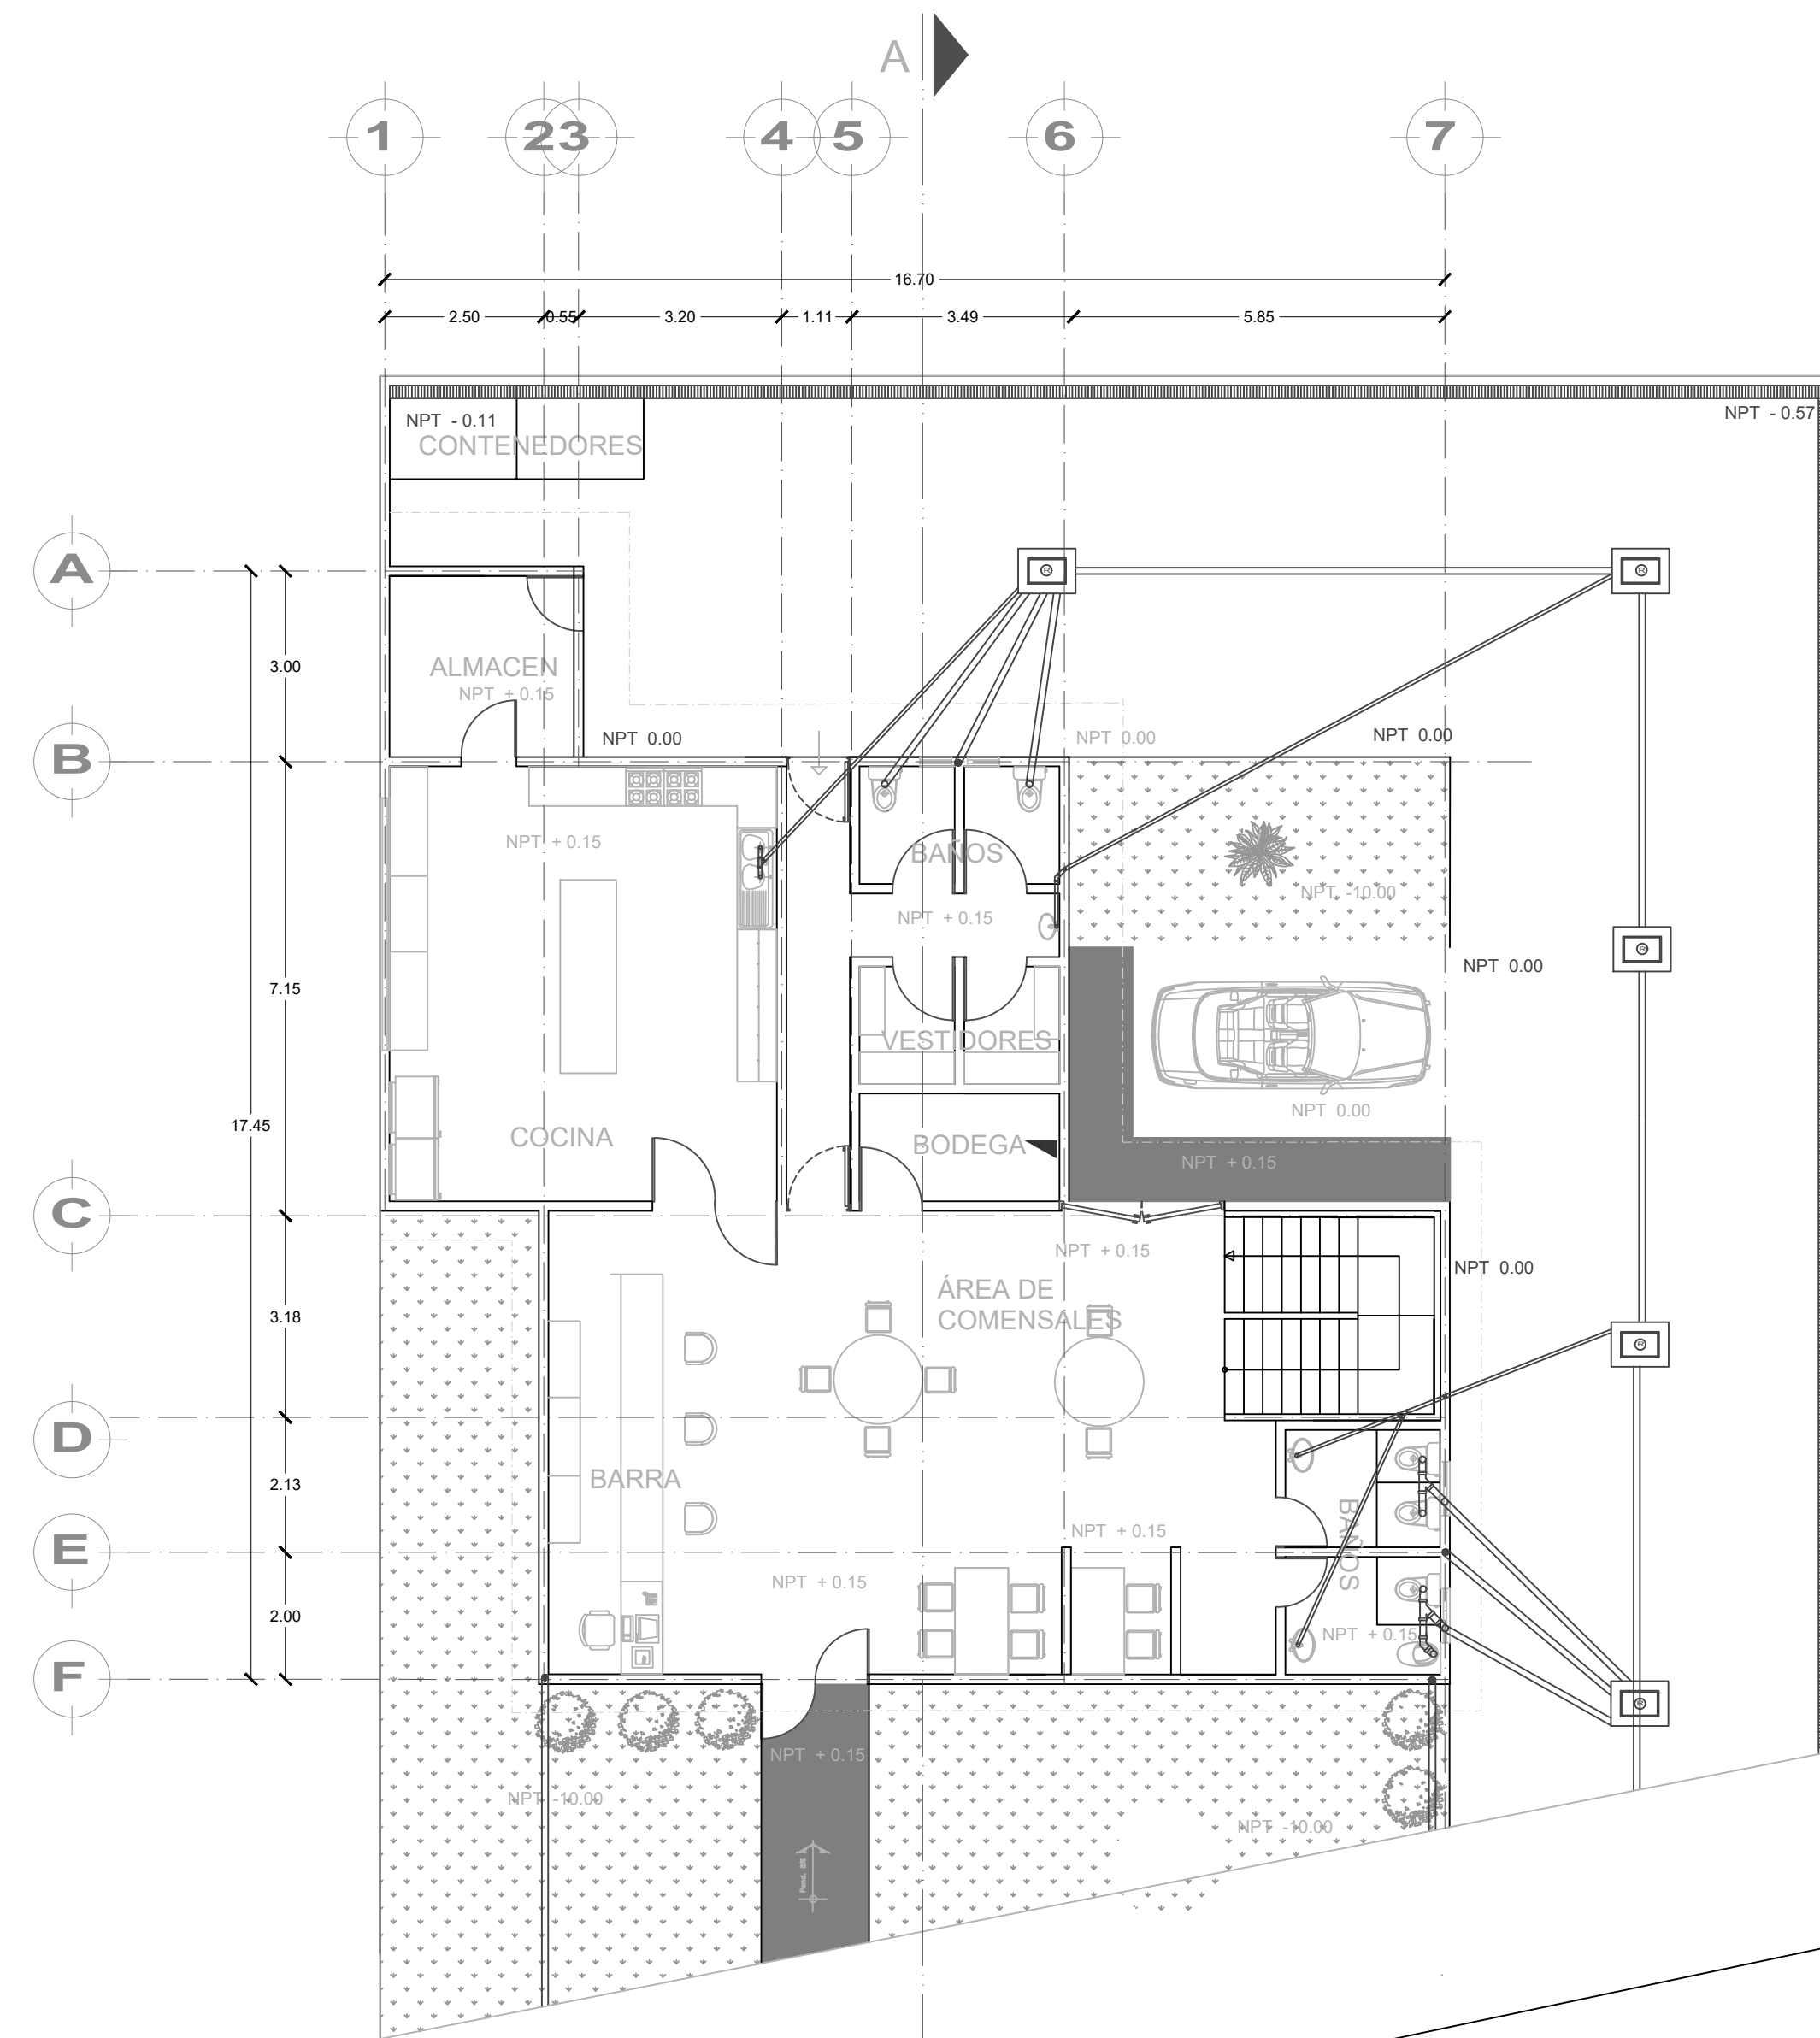 A
1
2
3
4
5
6
7
16.70
2.50
0.55
3.20
1.11
3.49
5.85
NPT - 0.11
NPT - 0.57
CONTENEDORES
A
3.00
ALMACEN
NPT + 0.15
NPT 0.00
NPT 0.00
NPT 0.00
B
NPT + 0.15
BAÑOS
NPT -10.00
NPT + 0.15
NPT 0.00
7.15
VESTIDORES
NPT 0.00
17.45
COCINA
BODEGA
NPT + 0.15
C
NPT + 0.15
NPT 0.00
ÁREA DE
COMENSALES
3.18
D
BARRA
2.13
BAÑOS
NPT + 0.15
E
NPT + 0.15
2.00
NPT + 0.15
F
NPT + 0.15
NPT -10.00
NPT -10.00
Pend. 8%
R
R
R
R
R